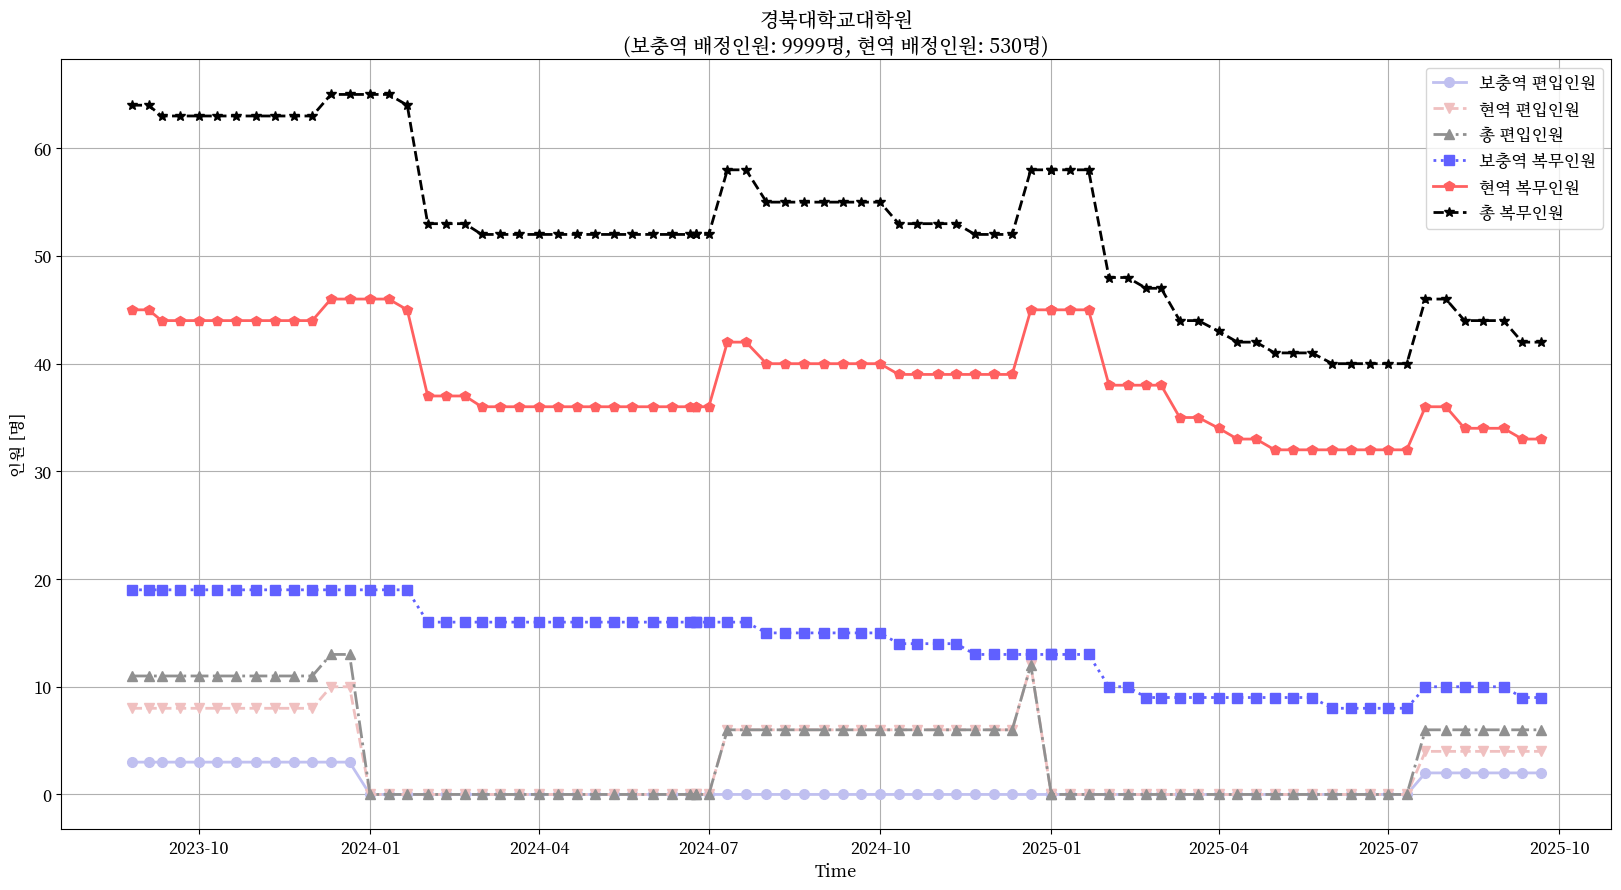 경북대학교대학원
(보충역 배정인원: 9999명, 현역 배정인원: 530명)
보충역 편입인원
현역 편입인원
총 편입인원
보충역 복무인원
현역 복무인원
총 복무인원
인원 [명]
60
50
40
30
20
10
0
2023-10
2024-01
2024-04
2024-07
2024-10
2025-01
2025-04
2025-07
2025-10
Time